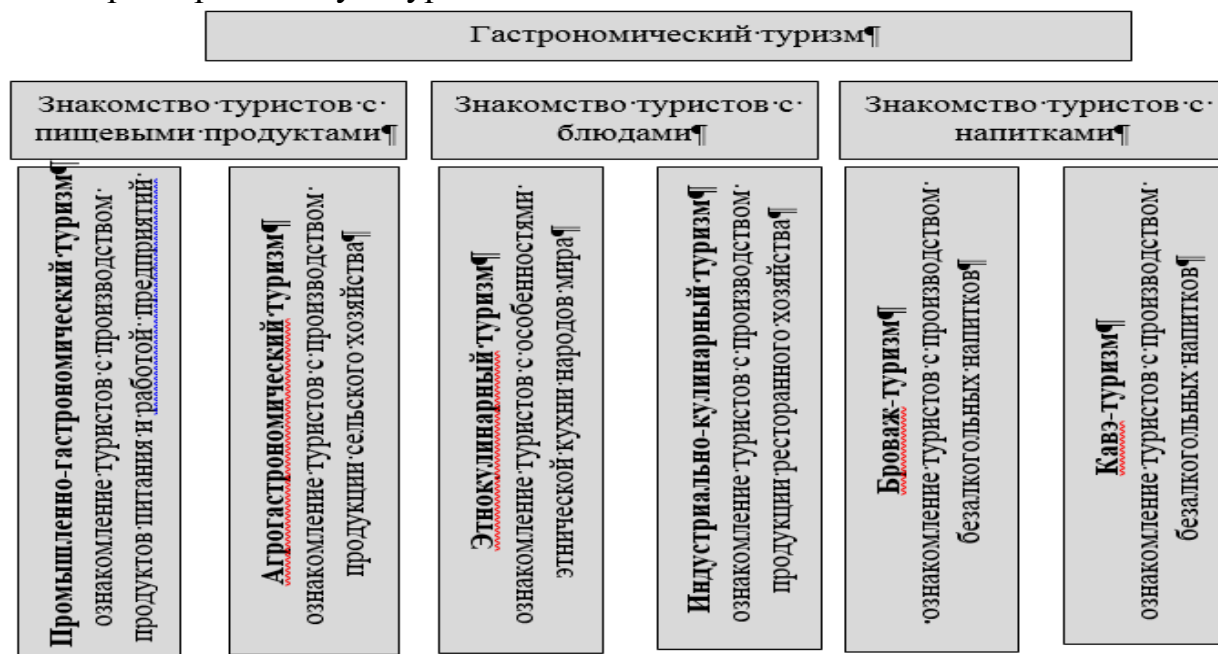 Гастрономический·туризм¶
Знакомство·туристов·с·
пищевыми·продуктами¶
Знакомство·туристов·с·
блюдами¶
Знакомство·туристов·с·
напитками¶
Промышленно-гастрономический·туризм¶
ознакомление·туристов·с·производством·
продуктов·питания·и·работой··предприятий·
Агрогастрономический·туризм¶
ознакомление·туристов·с·производством·
продукции·сельского·хозяйства¶
Этнокулинарный·туризм¶
ознакомление·туристов·с·особенностями·
этнической·кухни·народов·мира¶
Индустриально-кулинарный·туризм¶
ознакомление·туристов·с·производством·
продукции·ресторанного·хозяйства¶
Броваж-туризм¶
·ознакомление·туристов·с·производством·
безалкогольных·напитков¶
Кавэ-туризм¶
ознакомление·туристов·с·производством·
безалкогольных·напитков¶